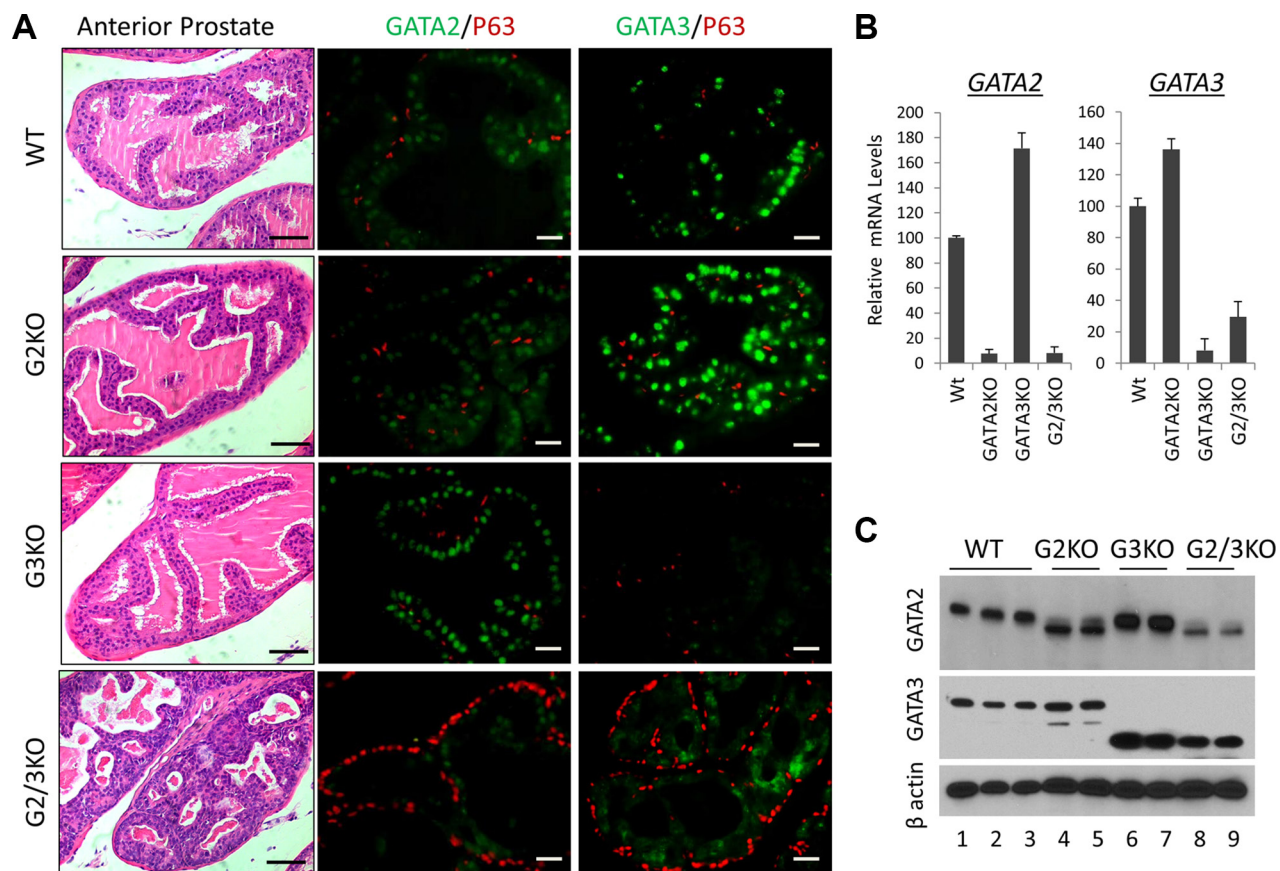 A
Anterior Prostate
GATA2/P63
GATA3/P63
WT
G2KO
G3KO
G2/3KO
B
GATA2
GATA3
Relative mRNA Levels
200
180
160
140
120
100
80
60
40
20
0
Wt
GATA2KO
GATA3KO
G2/3KO
160
140
120
100
80
60
40
20
0
Wt
GATA2KO
GATA3KO
G2/3KO
C
WT G2KO G3KO G2/3KO
GATA2
GATA3
β actin
1 2 3 4 5 6 7 8 9